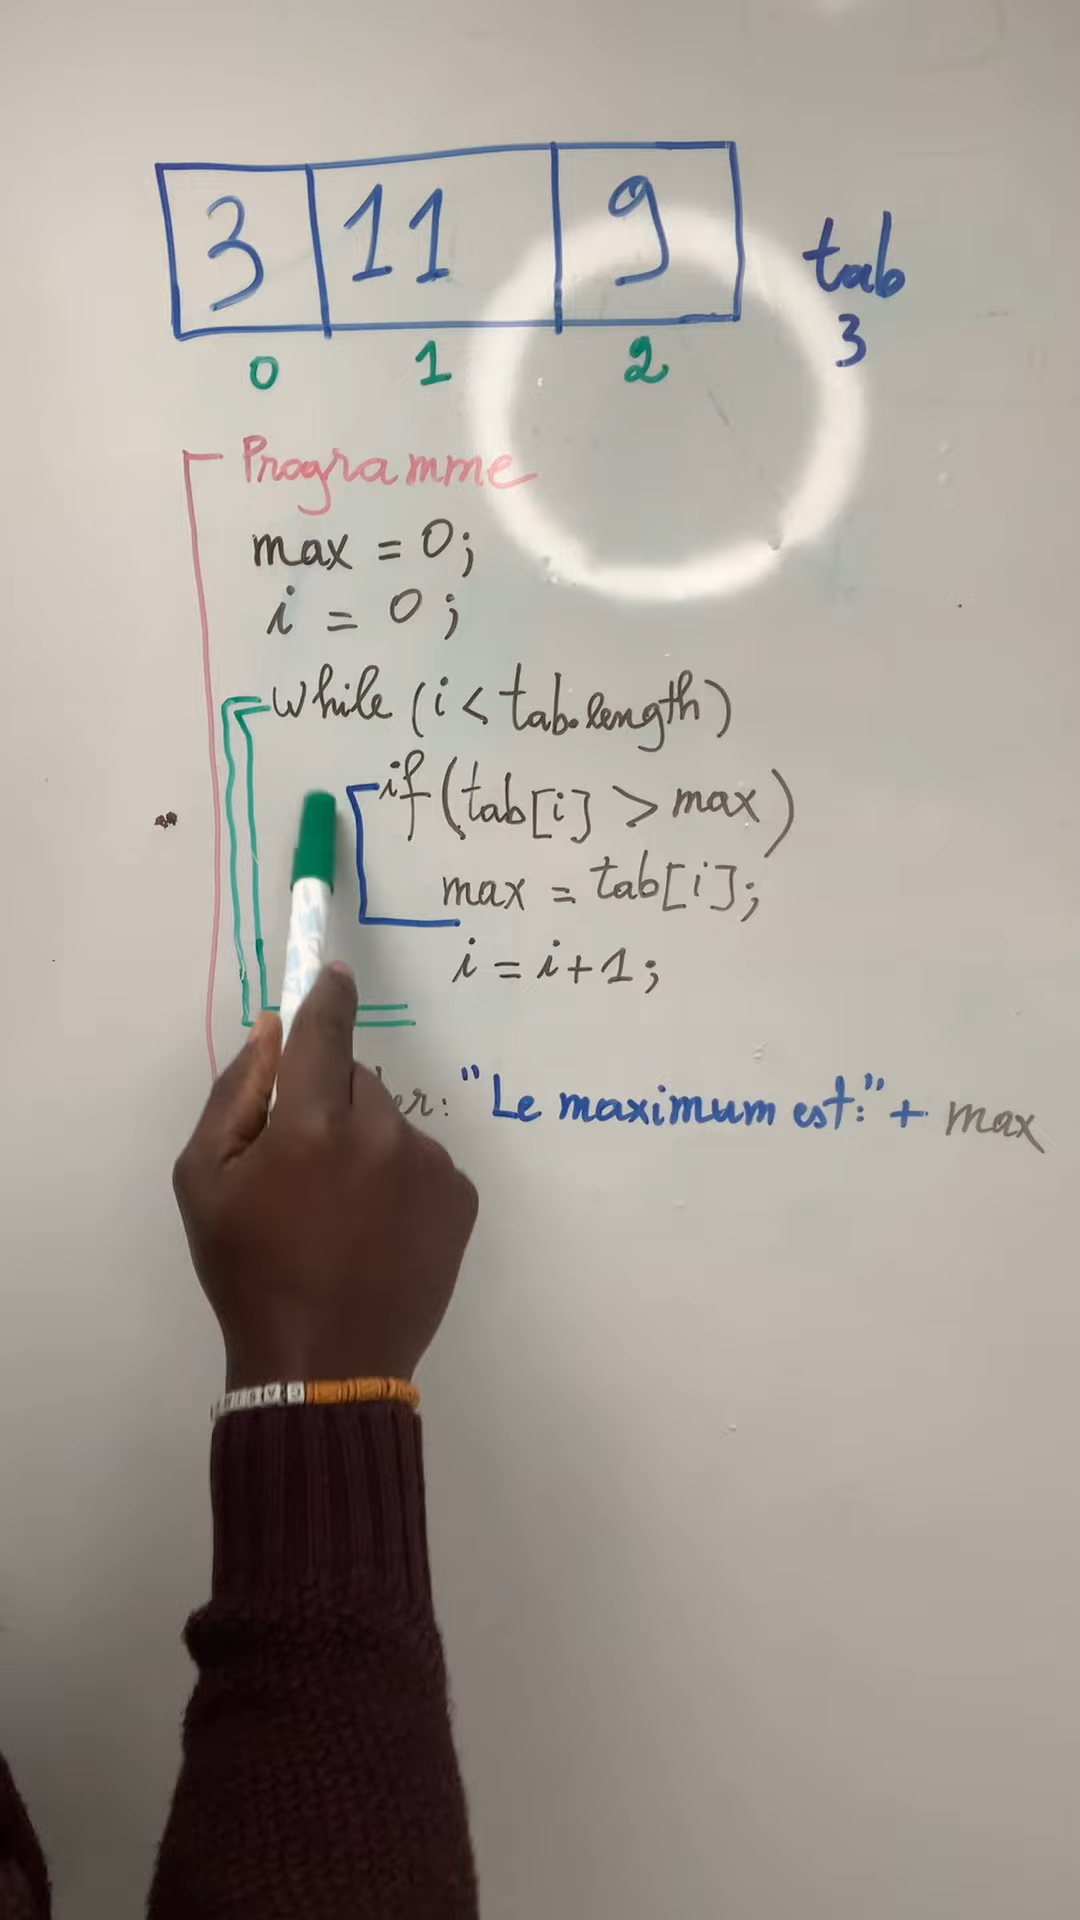 3 11 9
tab
0 1 2
3
Programme
max = 0;
i = 0;
while (i < tab.length)
if (tab[i] > max)
max = tab[i];
i = i+1;
"Le maximum est:" + max